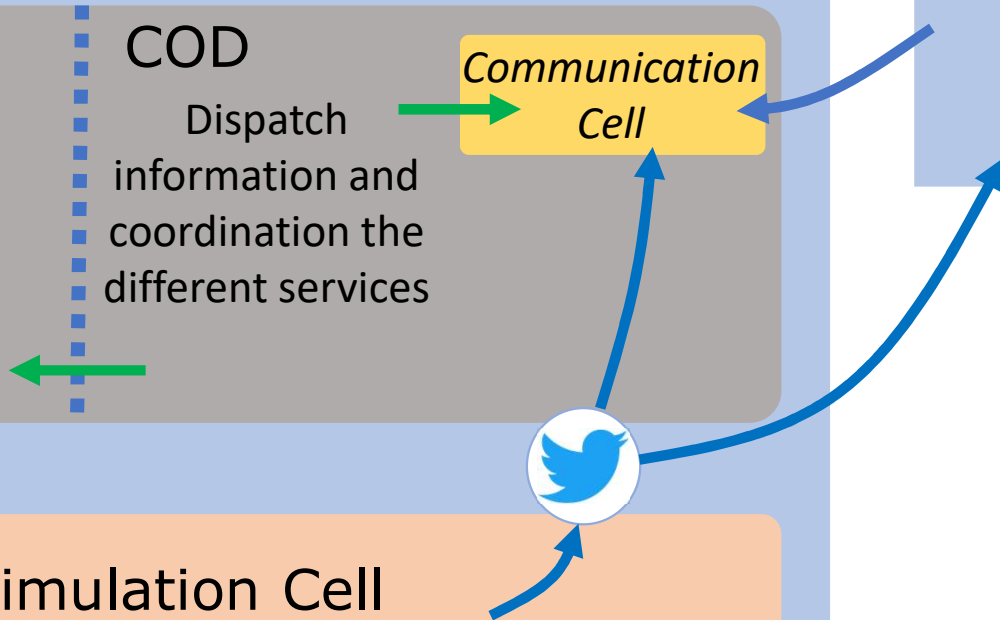 COD
Communication
Cell
Dispatch
information and
coordination the
different services
imulation Cell